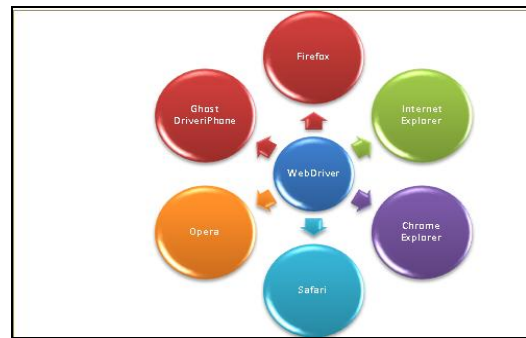 Firefox
Ghost
DriveriPhone
Internet
Explorer
WebDriver
Opera
Chrome
Explorer
Safari